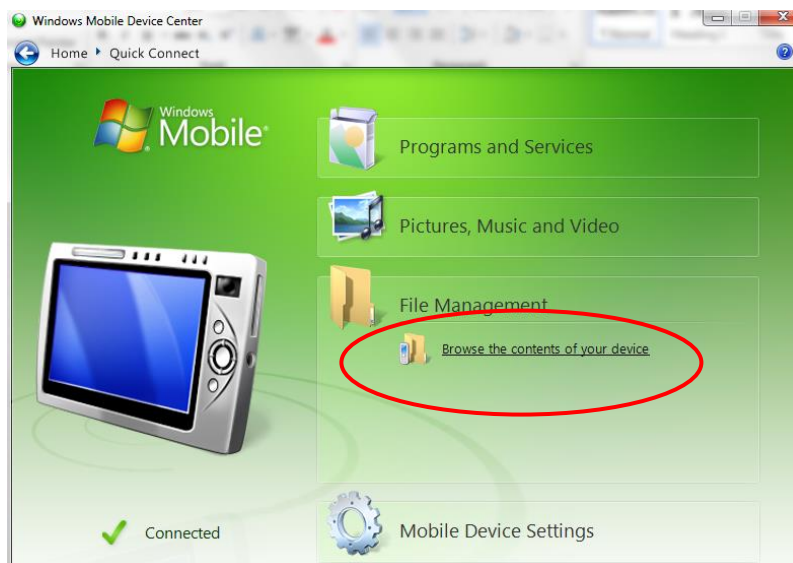 Windows Mobile Device Center
Home Quick Connect
Windows
Mobile
Programs and Services
Pictures, Music and Video
File Management
Browse the contents of your device
Connected
Mobile Device Settings